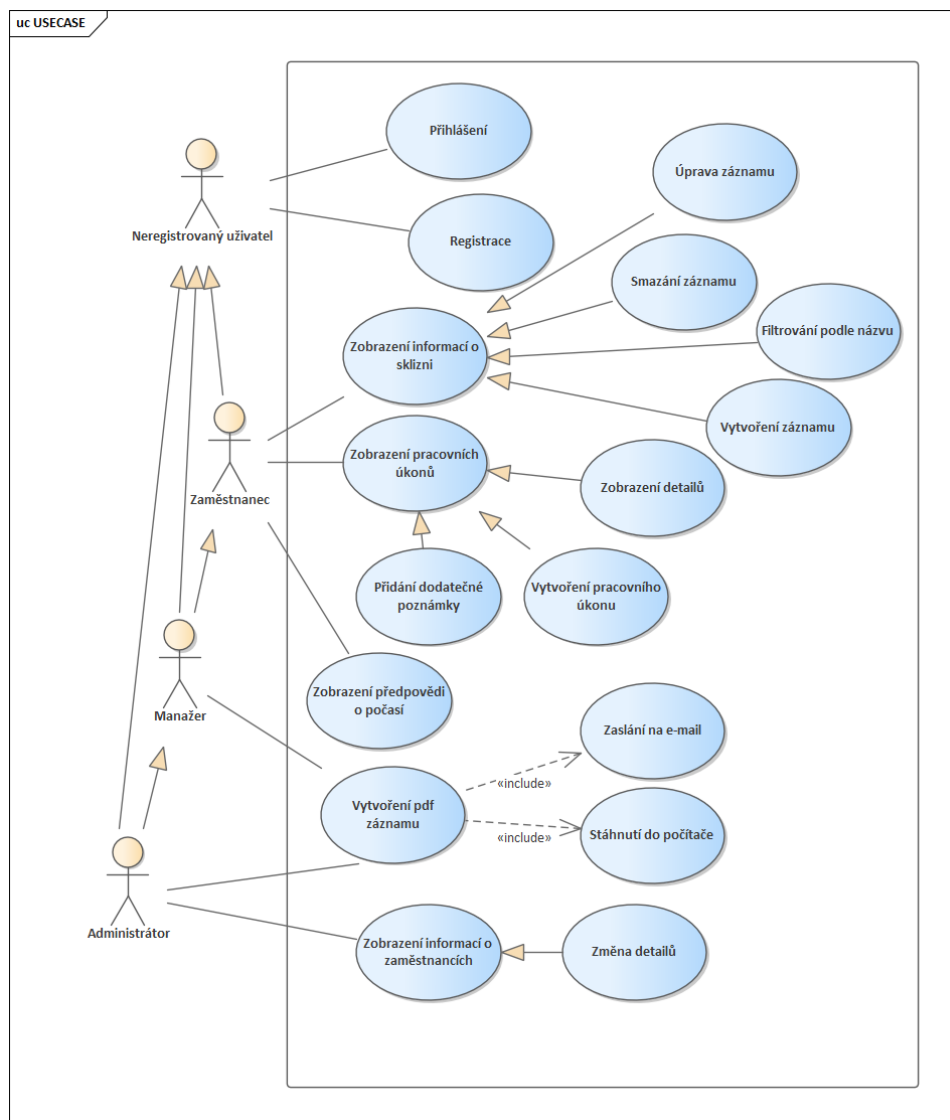 uc USECASE
Přihlášení
Úprava záznamu
Neregistrovaný uživatel
Registrace
Smazání záznamu
Filtrování podle názvu
Zobrazení informací o
sklizni
Vytvoření záznamu
Zobrazení pracovních
úkonů
Zobrazení detailů
Zaměstnanec
Přidání dodatečné
poznámky
Vytvoření pracovního
úkonu
Zobrazení předpovědi
o počasí
Manažer
Zaslání na e-mail
«include»
Vytvoření pdf
záznamu
Stáhnutí do počítače
«include»
Administrátor
Zobrazení informací o
zaměstnancích
Změna detailů